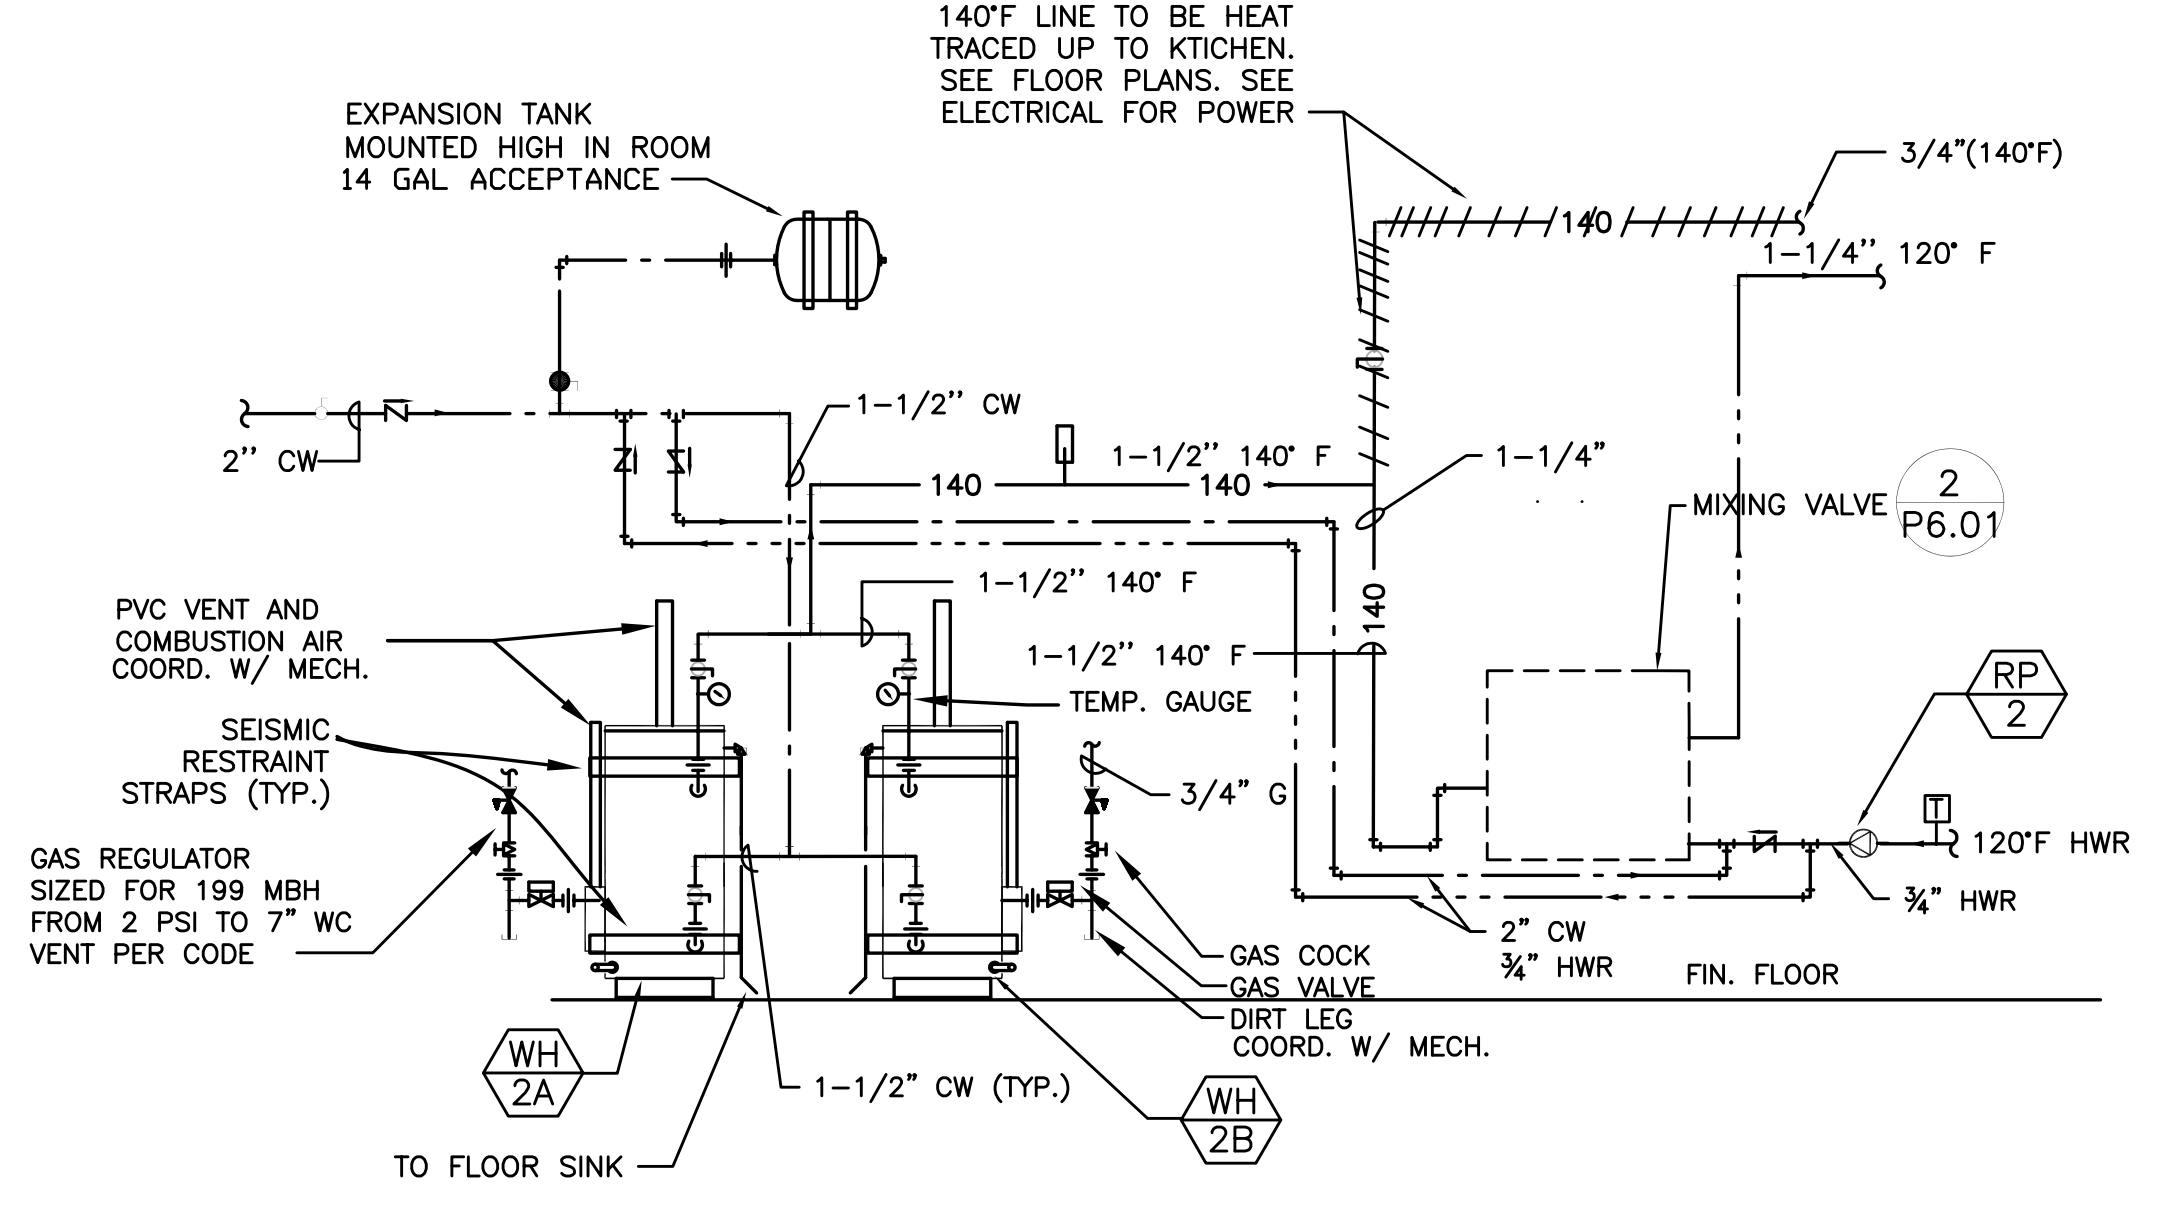 140°F LINE TO BE HEAT
TRACED UP TO KTICHEN.
SEE FLOOR PLANS. SEE
ELECTRICAL FOR POWER
EXPANSION TANK
MOUNTED HIGH IN ROOM
14 GAL ACCEPTANCE
3/4"(140°F)
140
1-1/4'' 120° F
2'' CW
1-1/2'' CW
1-1/2'' 140° F
140
140
1-1/4"
MIXING VALVE
2
P6.01
1-1/2'' 140° F
140
1-1/2'' 140° F
PVC VENT AND
COMBUSTION AIR
COORD. W/ MECH.
TEMP. GAUGE
RP
2
SEISMIC
RESTRAINT
STRAPS (TYP.)
3/4" G
T
120°F HWR
3/4" HWR
GAS REGULATOR
SIZED FOR 199 MBH
FROM 2 PSI TO 7" WC
VENT PER CODE
2" CW
3/4" HWR
FIN. FLOOR
GAS COCK
GAS VALVE
DIRT LEG
COORD. W/ MECH.
WH
2A
1-1/2" CW (TYP.)
WH
2B
TO FLOOR SINK